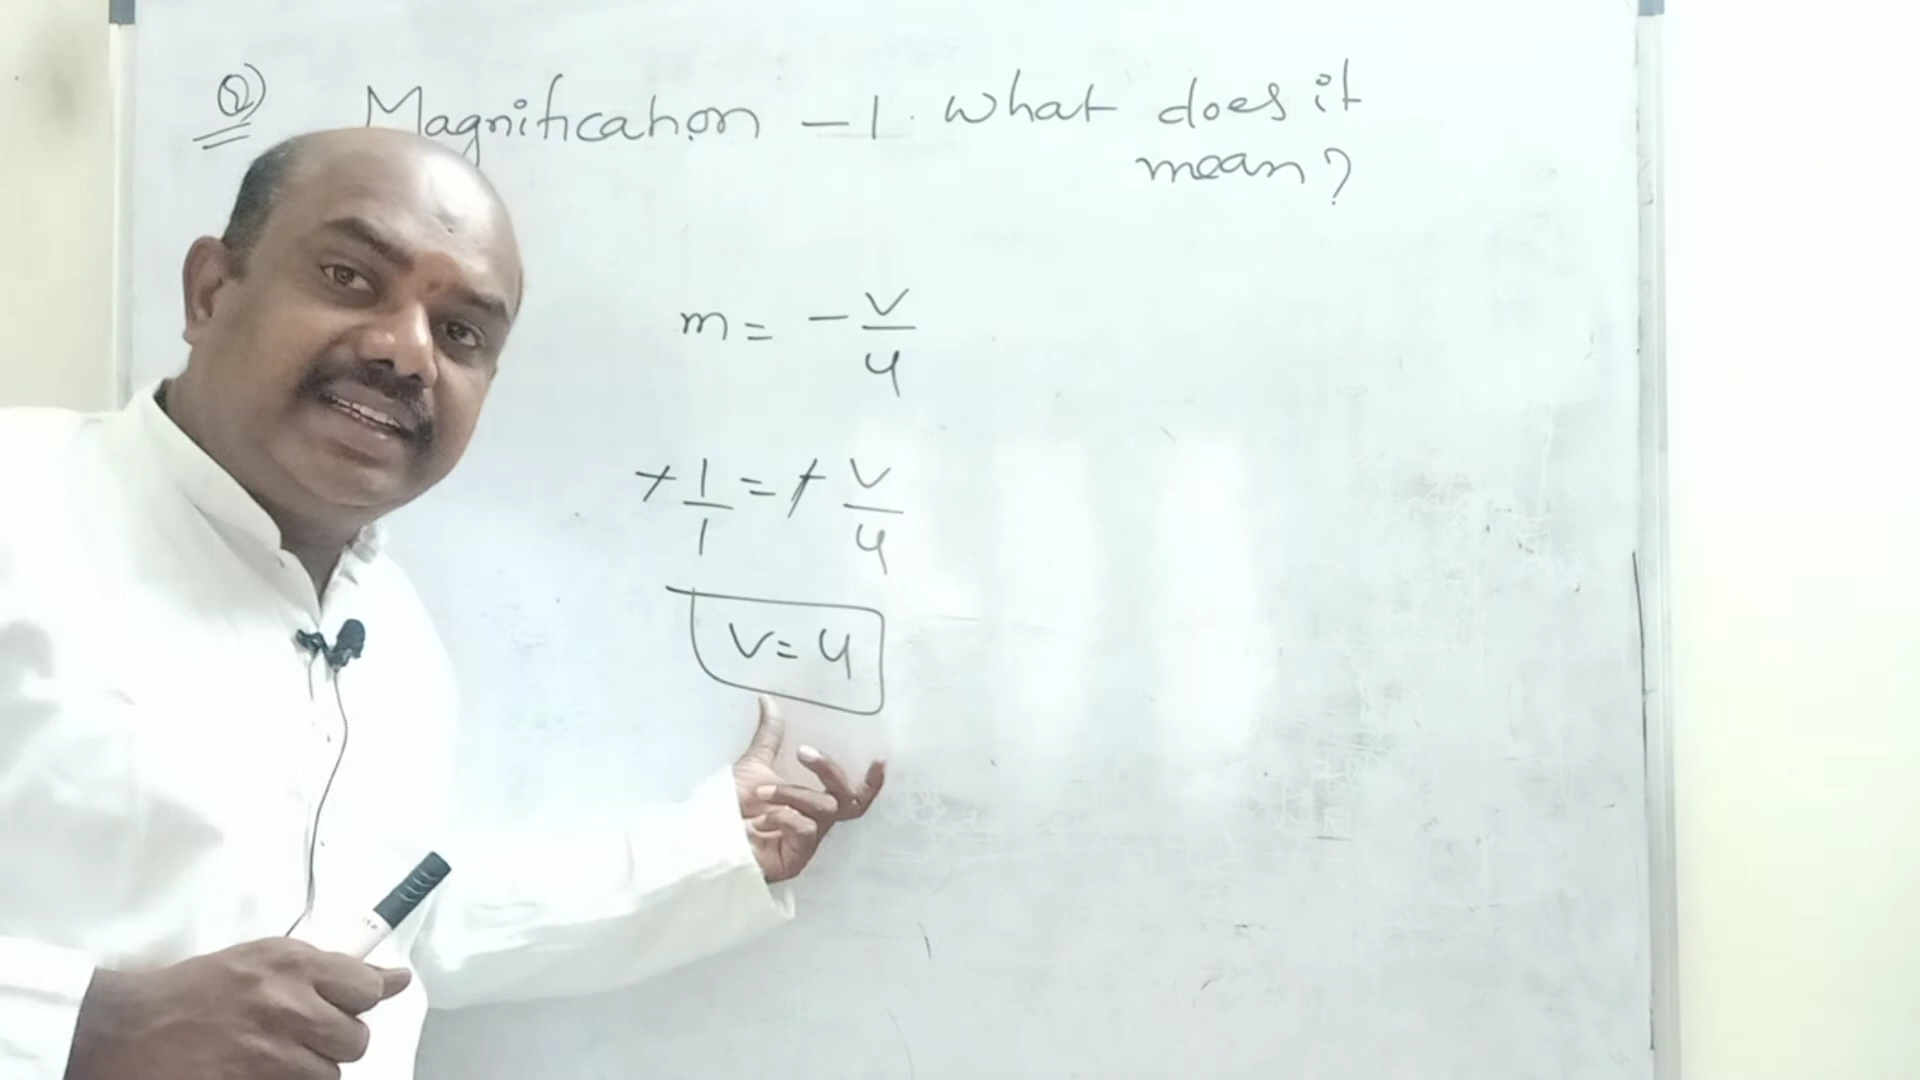 Q) Magnification -1. What does it
mean?
m = - v/u
+ 1/1 = + v/u
v = u